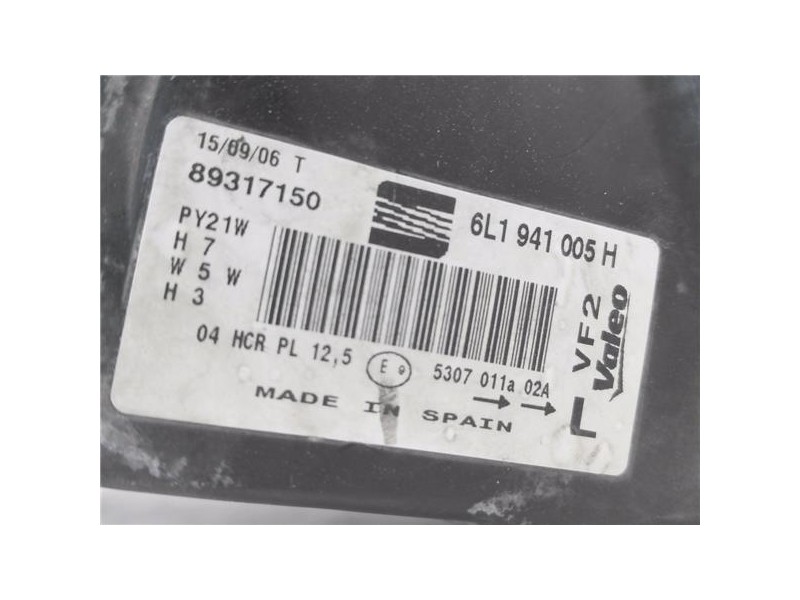 15/09/06 T
89317150
6L1 941 005 H
PY21W
H 7
W 5 W
H 3
04 HCR PL 12,5
E 9
5307 011a 02A
MADE IN SPAIN
VF2
Valeo
L